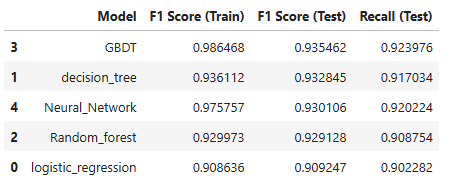 Model F1 Score (Train) F1 Score (Test) Recall (Test)
3 GBDT 0.986468 0.935462 0.923976
1 decision_tree 0.936112 0.932845 0.917034
4 Neural_Network 0.975757 0.930106 0.920224
2 Random_forest 0.929973 0.929128 0.908754
0 logistic_regression 0.908636 0.909247 0.902282